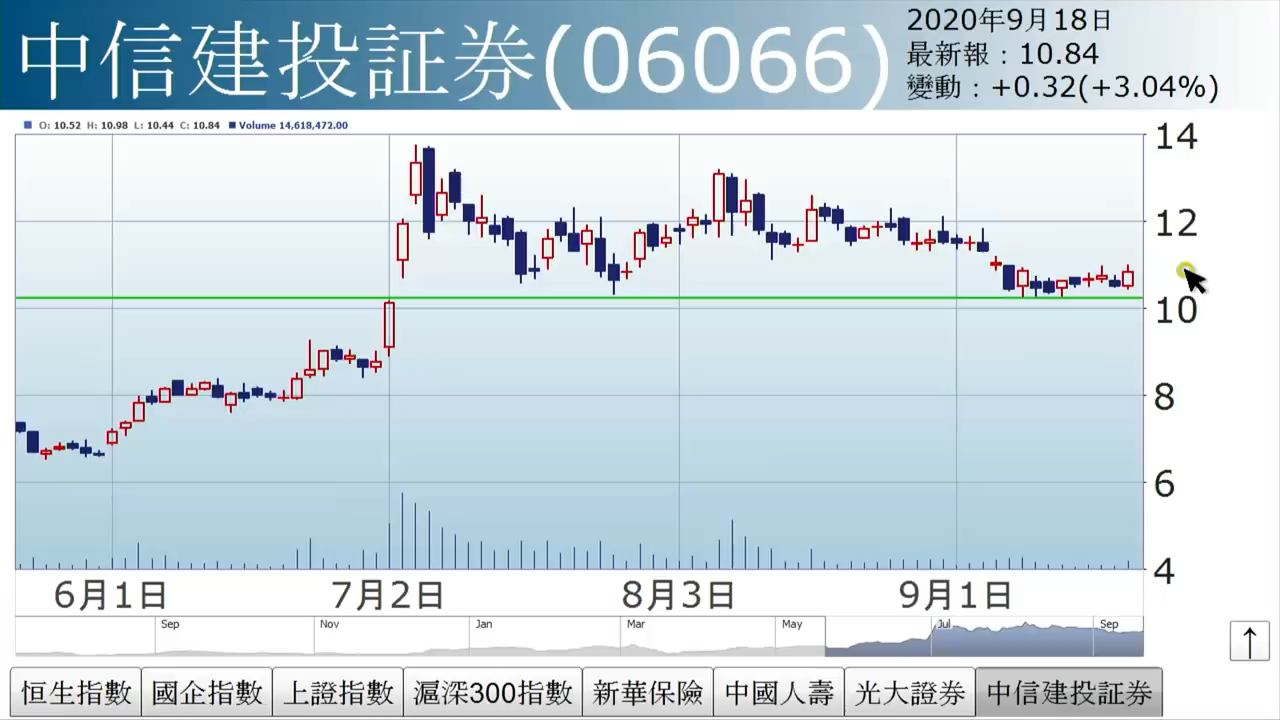 中信建投証券(06066)
2020年9月18日
最新報：10.84
變動：+0.32(+3.04%)
O: 10.52 H: 10.98 L: 10.44 C: 10.84 Volume 14,618,472.00
14
12
10
8
6
4
6月1日 7月2日 8月3日 9月1日
Sep Nov Jan Mar May Jul Sep
↑
恒生指數 國企指數 上證指數 滬深300指數 新華保險 中國人壽 光大證券 中信建投証券